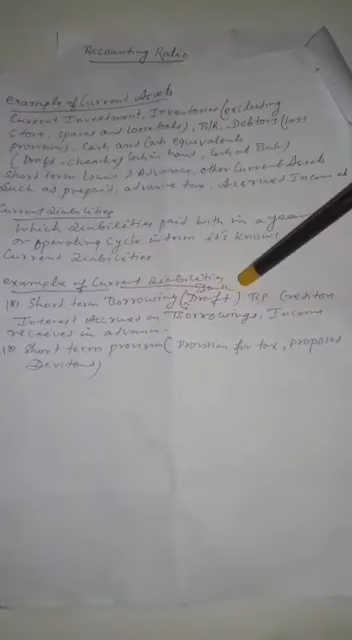 Accounting Ratio
example of Current Assets
Current Investment, Inventories (excluding
Store, spares and Loose tools), B/R, Debtors (less
provision), Cash and Cash equivalents
(Draft, cheaque Cash in hand, Cash at Bank)
Short term Loans & Advance, other Current Assets
Such as prepaid, advance tax, Accrued Income
Current Liabilities
Which Liabilities paid with in a year
or operating cycle in term it's known
Current Liabilities
example of Current Liabilities
Bank
Short term Borrowing (Draft) B/P Creditors
Interest Accrued on Borrowings, Income
received in advance.
Short term provision (Provision for tax, proposed
Devidend)